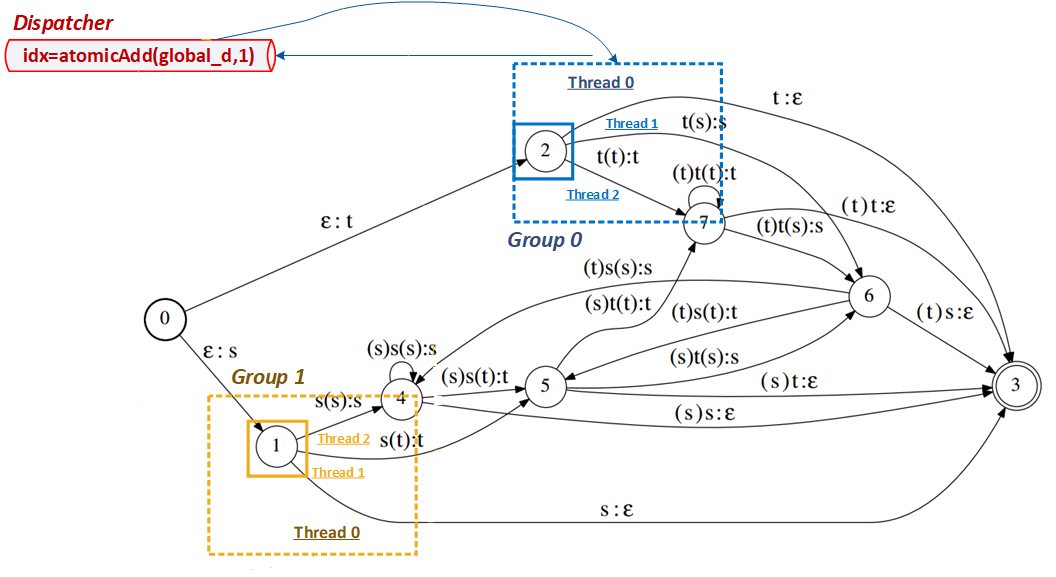 Dispatcher
idx=atomicAdd(global_d,1)
Thread 0
t:ε
Thread 1
t(s):s
2
t(t):t
(t)t(t):t
Thread 2
7
(t)t:ε
(t)t(s):s
Group 0
ε:t
(t)s(s):s
(s)t(t):t
(t)s(t):t
6
(t)s:ε
0
ε:s
(s)s(s):s
(s)t(s):s
Group 1
(s)s(t):t
5
(s)t:ε
3
s(s):s
4
(s)s:ε
1
Thread 2
s(t):t
Thread 1
s:ε
Thread 0